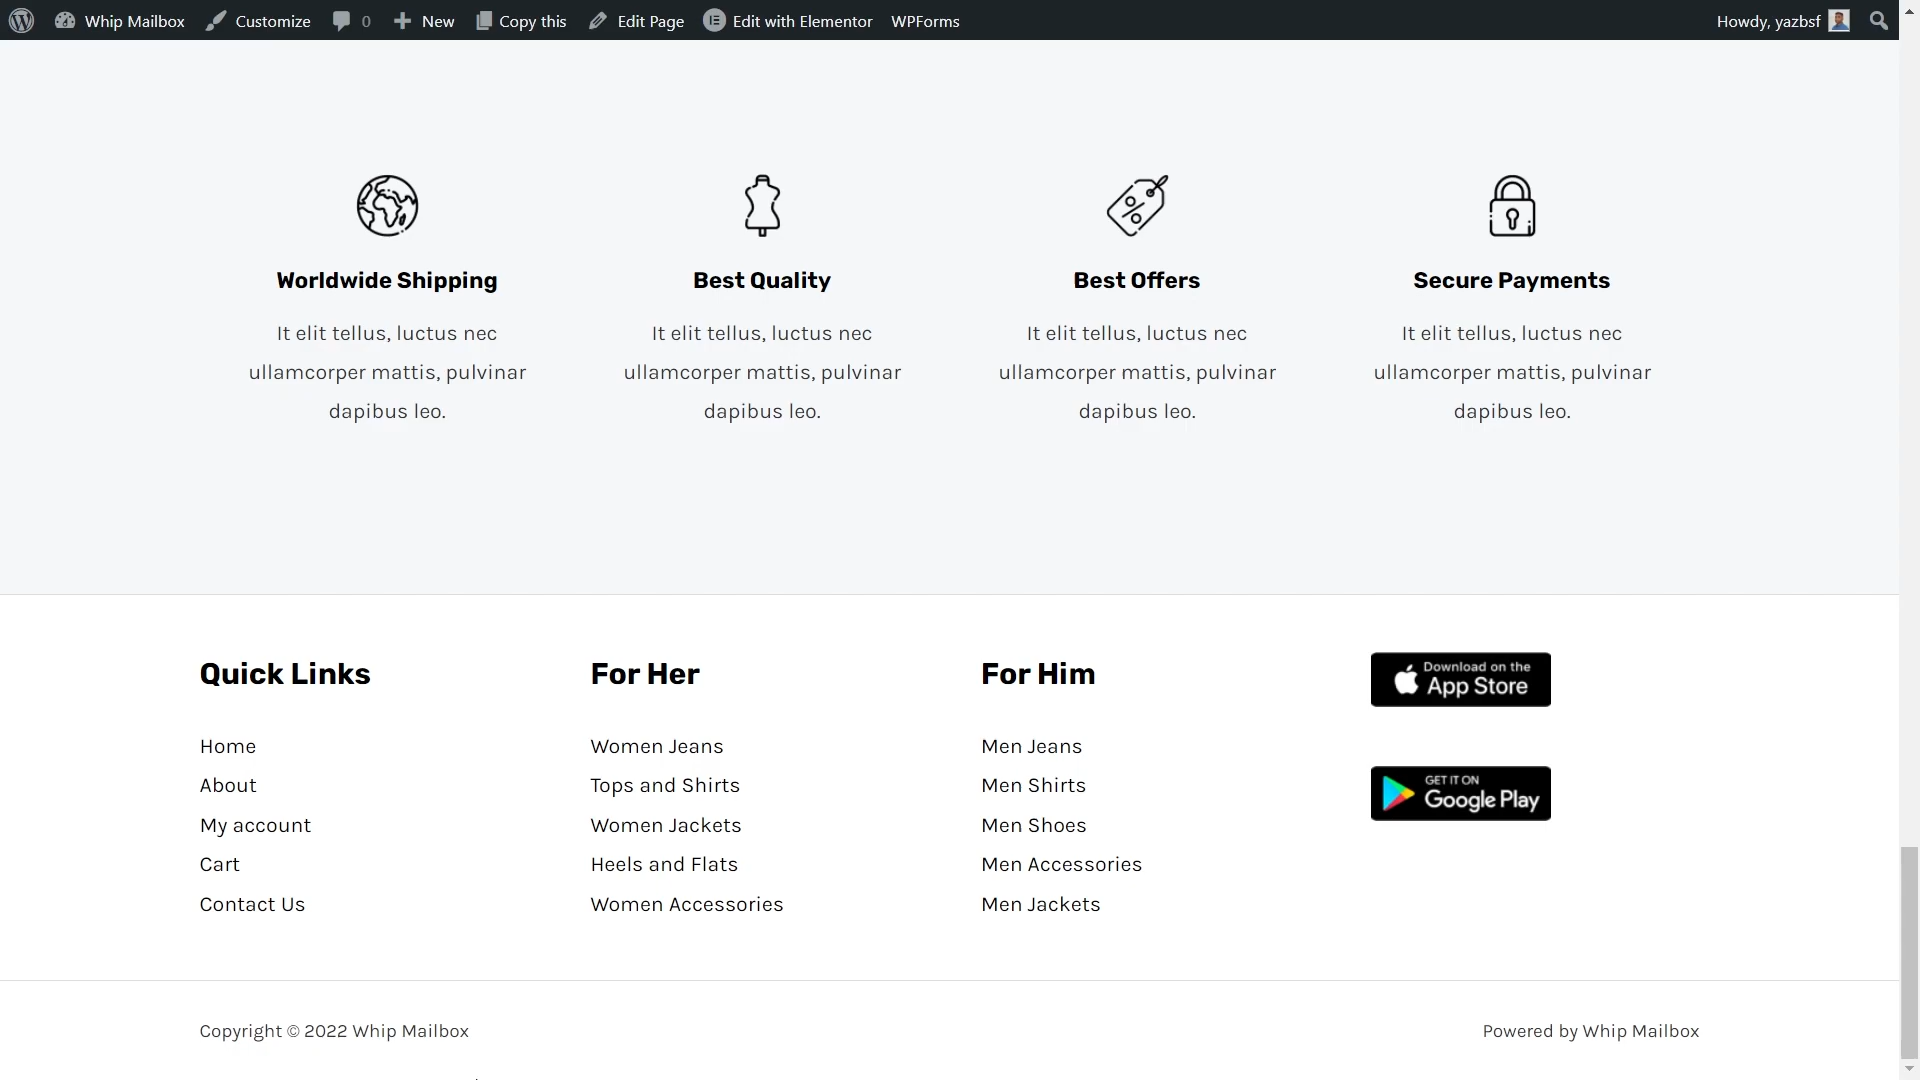 Whip Mailbox Customize 0 New Copy this Edit Page Edit with Elementor WPForms Howdy, yazbsf
Worldwide Shipping
It elit tellus, luctus nec
ullamcorper mattis, pulvinar
dapibus leo.
Best Quality
It elit tellus, luctus nec
ullamcorper mattis, pulvinar
dapibus leo.
Best Offers
It elit tellus, luctus nec
ullamcorper mattis, pulvinar
dapibus leo.
Secure Payments
It elit tellus, luctus nec
ullamcorper mattis, pulvinar
dapibus leo.
Quick Links
Home
About
My account
Cart
Contact Us
For Her
Women Jeans
Tops and Shirts
Women Jackets
Heels and Flats
Women Accessories
For Him
Men Jeans
Men Shirts
Men Shoes
Men Accessories
Men Jackets
Download on the
App Store
GET IT ON
Google Play
Copyright © 2022 Whip Mailbox
Powered by Whip Mailbox